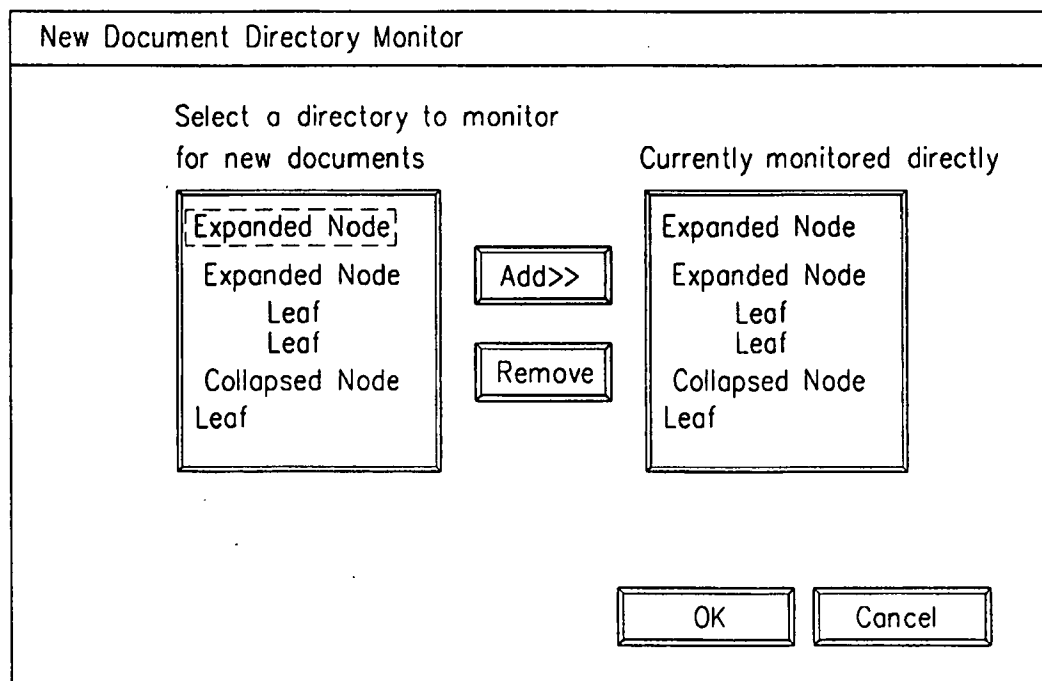 New Document Directory Monitor
Select a directory to monitor
for new documents
Expanded Node
Expanded Node
Leaf
Leaf
Collapsed Node
Leaf
Add>>
Remove
Currently monitored directly
Expanded Node
Expanded Node
Leaf
Leaf
Collapsed Node
Leaf
OK
Cancel